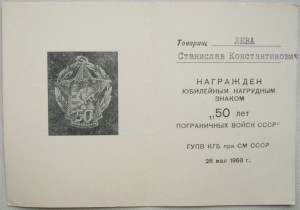 50
Товарищ ЛЕВА
Станислав Константинович
НАГРАЖДЕН
ЮБИЛЕЙНЫМ НАГРУДНЫМ
ЗНАКОМ
„50 лет
ПОГРАНИЧНЫХ ВОЙСК СССР"
ГУПВ КГБ при СМ СССР
28 мая 1968 г.